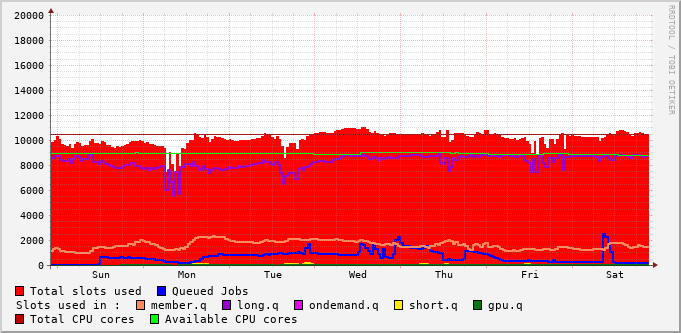 20000
18000
16000
14000
12000
10000
8000
6000
4000
2000
0
Sun Mon Tue Wed Thu Fri Sat
RRDTOOL / TOBI OETIKER
Total slots used Queued Jobs
Slots used in : member.q long.q ondemand.q short.q gpu.q
Total CPU cores Available CPU cores